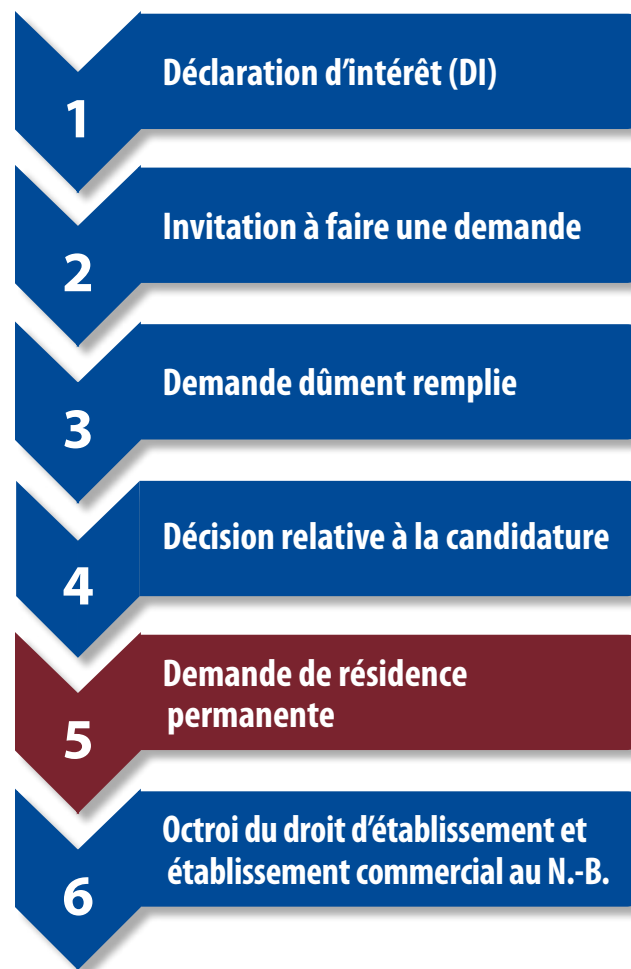 1
Déclaration d'intérêt (DI)
2
Invitation à faire une demande
3
Demande dûment remplie
4
Décision relative à la candidature
5
Demande de résidence
permanente
6
Octroi du droit d'établissement et
établissement commercial au N.-B.